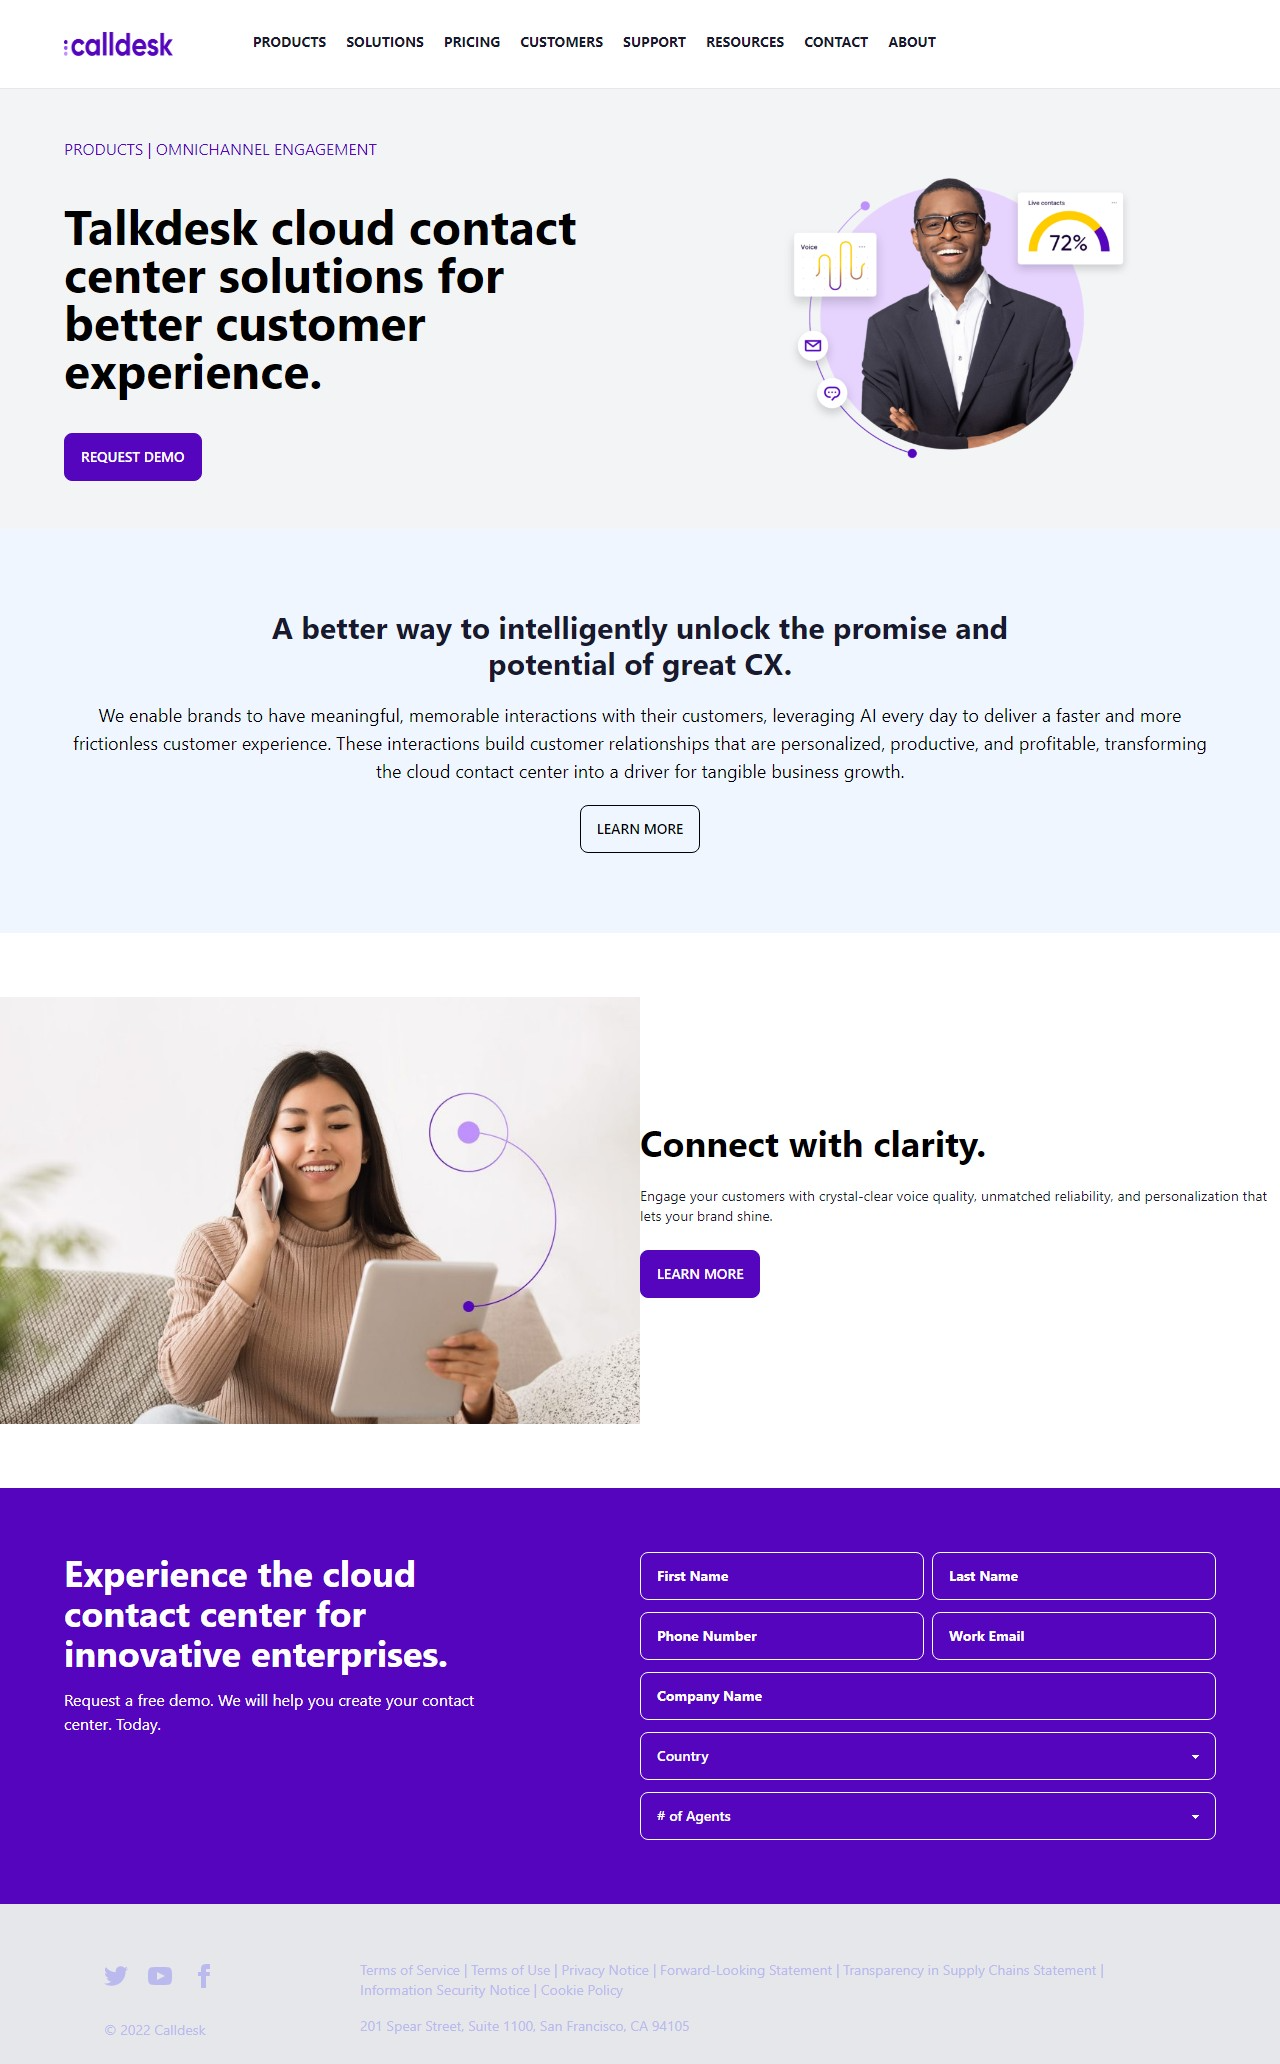 calldesk
PRODUCTS SOLUTIONS PRICING CUSTOMERS SUPPORT RESOURCES CONTACT ABOUT
PRODUCTS | OMNICHANNEL ENGAGEMENT
Talkdesk cloud contact
center solutions for
better customer
experience.
REQUEST DEMO
Live contacts
72%
Voice
A better way to intelligently unlock the promise and
potential of great CX.
We enable brands to have meaningful, memorable interactions with their customers, leveraging AI every day to deliver a faster and more
frictionless customer experience. These interactions build customer relationships that are personalized, productive, and profitable, transforming
the cloud contact center into a driver for tangible business growth.
LEARN MORE
Connect with clarity.
Engage your customers with crystal-clear voice quality, unmatched reliability, and personalization that
lets your brand shine.
LEARN MORE
Experience the cloud
contact center for
innovative enterprises.
Request a free demo. We will help you create your contact
center. Today.
First Name
Last Name
Phone Number
Work Email
Company Name
Country
# of Agents
Terms of Service | Terms of Use | Privacy Notice | Forward-Looking Statement | Transparency in Supply Chains Statement |
Information Security Notice | Cookie Policy
201 Spear Street, Suite 1100, San Francisco, CA 94105
© 2022 Calldesk